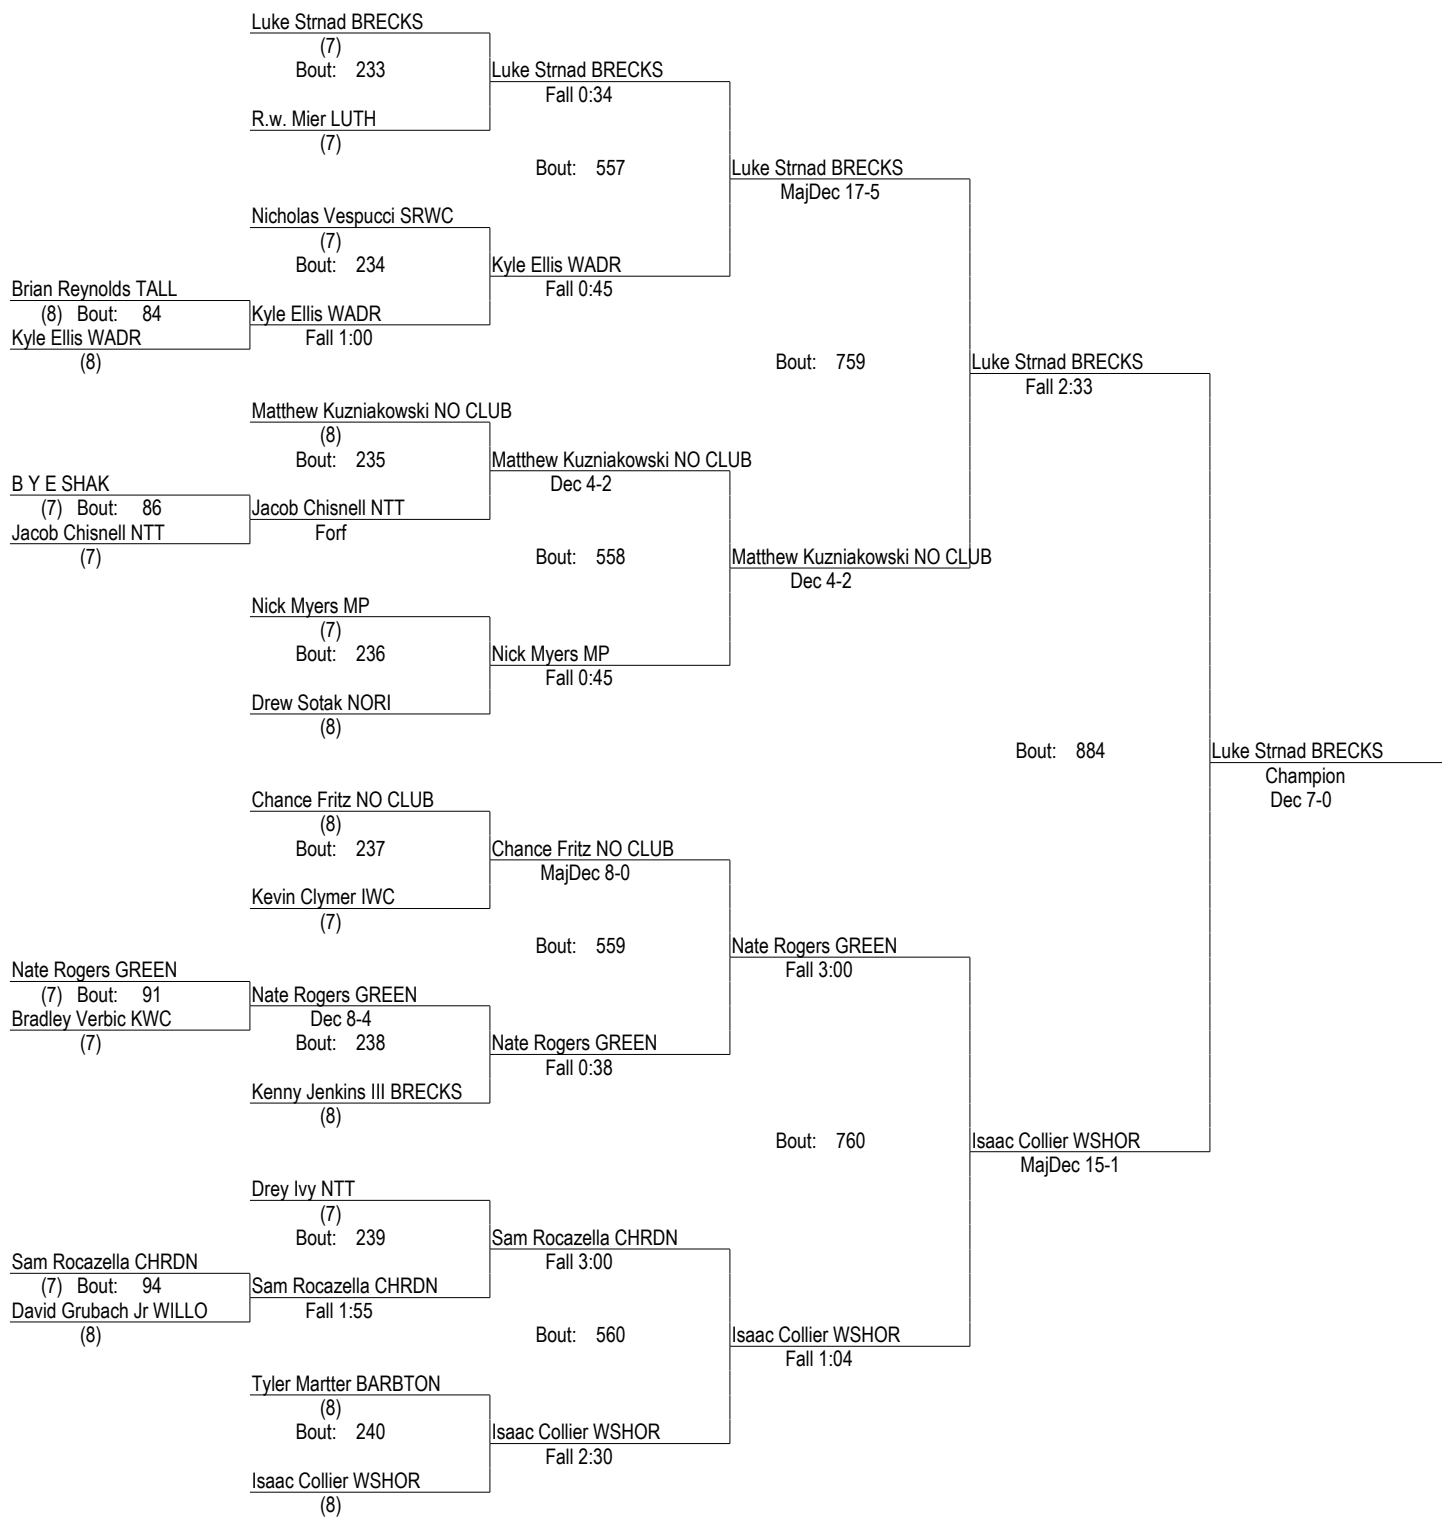 Luke Strnad BRECKS
(7)
Bout: 233
Luke Strnad BRECKS
Fall 0:34
R.w. Mier LUTH
(7)
Bout: 557
Luke Strnad BRECKS
MajDec 17-5
Nicholas Vespucci SRWC
(7)
Bout: 234
Kyle Ellis WADR
Fall 0:45
Brian Reynolds TALL
(8) Bout: 84
Kyle Ellis WADR
Fall 1:00
Kyle Ellis WADR
(8)
Bout: 759
Luke Strnad BRECKS
Fall 2:33
Matthew Kuzniakowski NO CLUB
(8)
Bout: 235
Matthew Kuzniakowski NO CLUB
Dec 4-2
B Y E SHAK
(7) Bout: 86
Jacob Chisnell NTT
Forf
Jacob Chisnell NTT
(7)
Bout: 558
Matthew Kuzniakowski NO CLUB
Dec 4-2
Nick Myers MP
(7)
Bout: 236
Nick Myers MP
Fall 0:45
Drew Sotak NORI
(8)
Bout: 884
Luke Strnad BRECKS
Champion
Dec 7-0
Chance Fritz NO CLUB
(8)
Bout: 237
Chance Fritz NO CLUB
MajDec 8-0
Kevin Clymer IWC
(7)
Bout: 559
Nate Rogers GREEN
Fall 3:00
Nate Rogers GREEN
(7) Bout: 91
Nate Rogers GREEN
Dec 8-4
Bradley Verbic KWC
(7)
Bout: 238
Nate Rogers GREEN
Fall 0:38
Kenny Jenkins III BRECKS
(8)
Bout: 760
Isaac Collier WSHOR
MajDec 15-1
Drey Ivy NTT
(7)
Bout: 239
Sam Rocazella CHRDN
Fall 3:00
Sam Rocazella CHRDN
(7) Bout: 94
Sam Rocazella CHRDN
Fall 1:55
David Grubach Jr WILLO
(8)
Bout: 560
Isaac Collier WSHOR
Fall 1:04
Tyler Martter BARBTON
(8)
Bout: 240
Isaac Collier WSHOR
Fall 2:30
Isaac Collier WSHOR
(8)